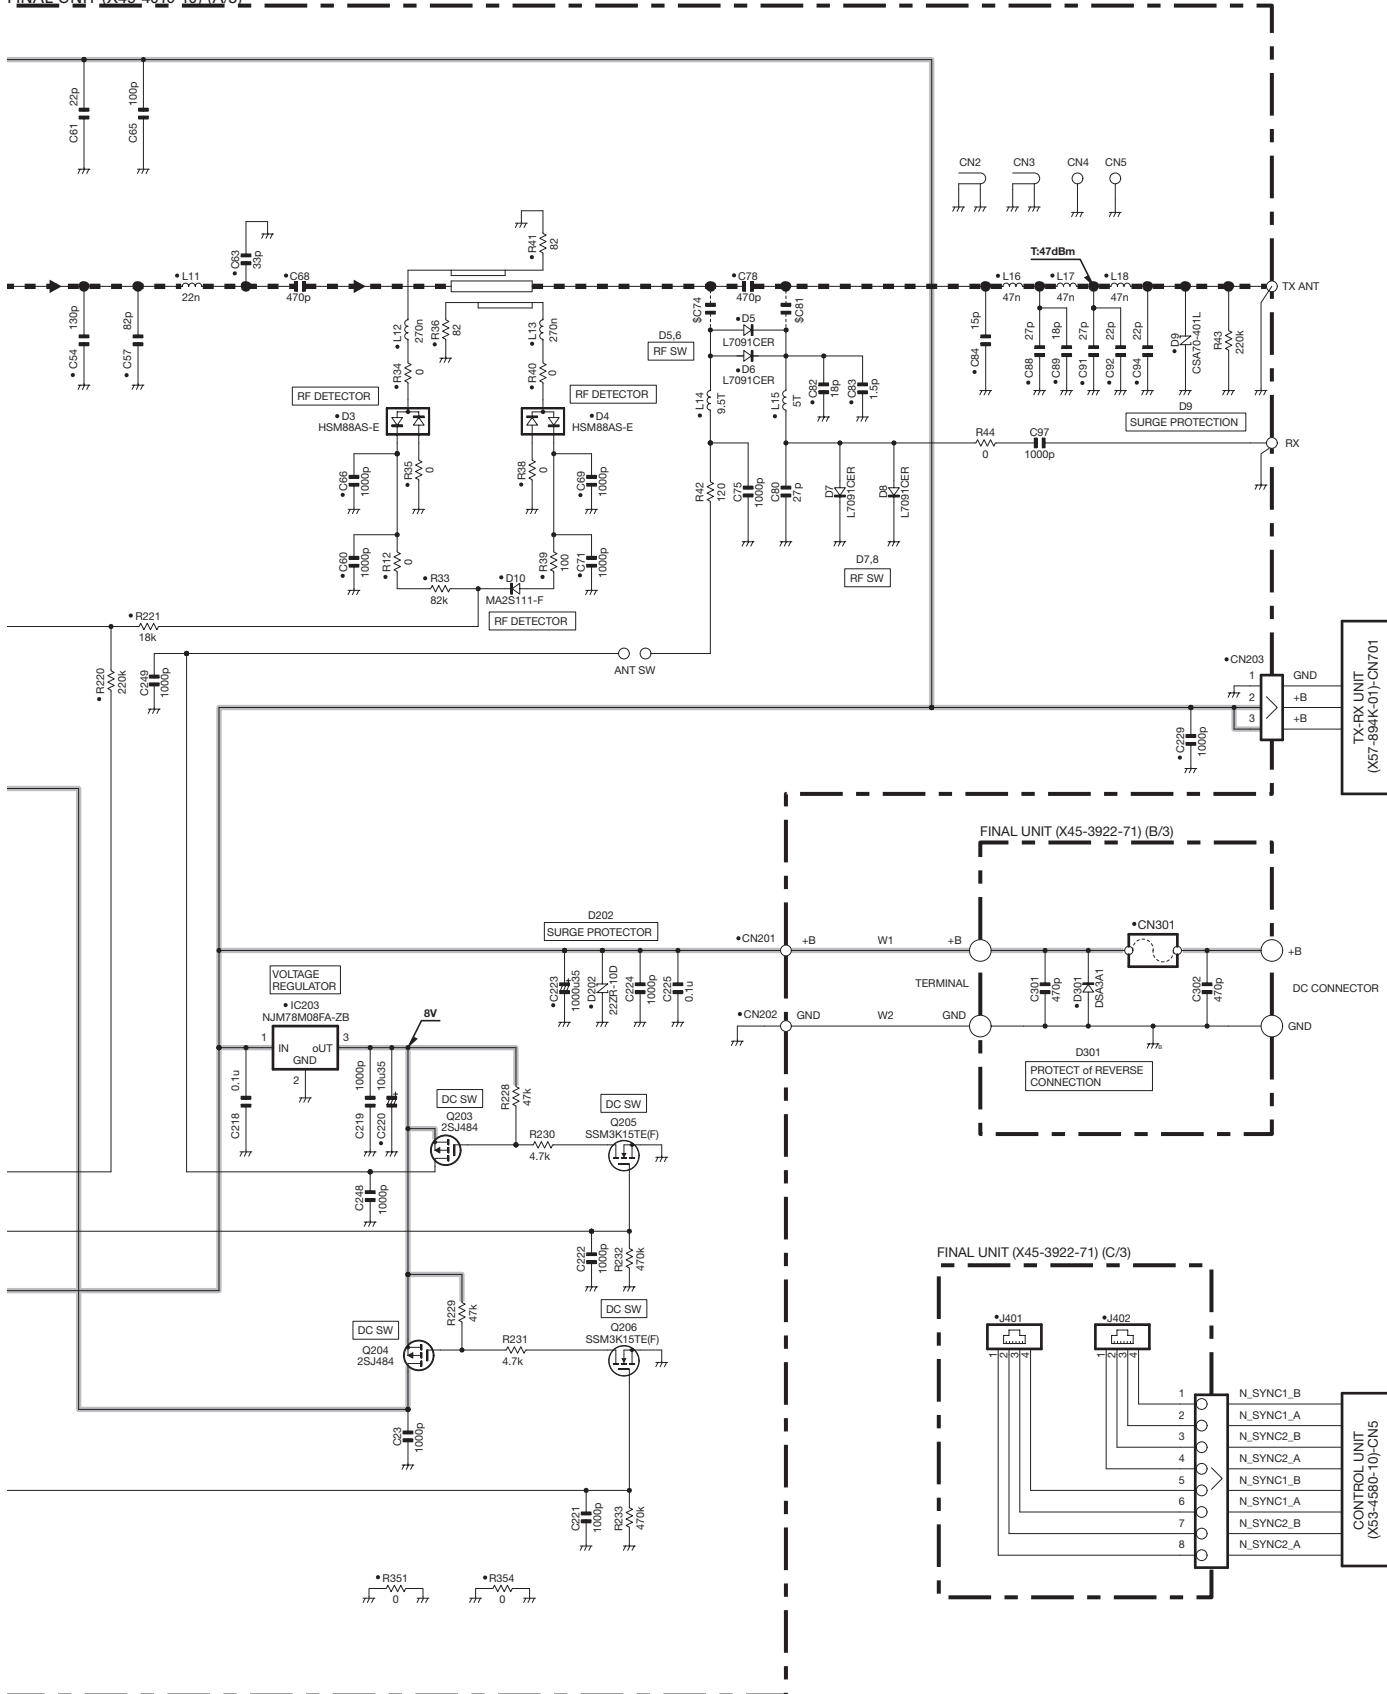 C61
22p
C65
100p
CN2
CN3
CN4
CN5
• R41
82
• C63
33p
• L11
22n
• C68
470p
T:47dBm
• C78
470p
• L16
47n
• L17
47n
• L18
47n
TX ANT
• C54
130p
• C57
82p
• L12
270n
• R36
82
• L13
270n
• R34
0
• R40
0
$C74
$C81
• D5
L7091CER
• D6
L7091CER
D5,6
RF SW
• C84
15p
• C88
27p
• C89
18p
• C91
27p
• C92
22p
• C94
22p
• D9
CSA70-401L
R43
220k
RF DETECTOR
• D3
HSM88AS-E
RF DETECTOR
• D4
HSM88AS-E
• L14
9.5T
• L15
5T
• C82
18p
• C83
1.5p
D9
SURGE PROTECTION
R44
0
C97
1000p
RX
• C66
1000p
• R35
0
• R38
0
• C69
1000p
R42
120
C75
1000p
C80
27p
D7
L7091CER
D8
L7091CER
• C60
1000p
• R12
0
• R33
82k
• D10
MA2S111-F
RF DETECTOR
• R39
100
• C71
1000p
D7,8
RF SW
• R221
18k
• R220
220k
C249
1000p
ANT SW
• CN203
1
2
3
GND
+B
+B
TX-RX UNIT
(X57-894K-01)-CN701
• C229
1000p
FINAL UNIT (X45-3922-71) (B/3)
D202
SURGE PROTECTOR
• CN201
+B
W1
+B
• CN301
+B
• C223
1000u35
• D202
22ZR-10D
C224
1000p
C225
0.1u
TERMINAL
C301
470p
• D301
DSA3A1
C302
470p
DC CONNECTOR
• CN202
GND
W2
GND
GND
D301
PROTECT of REVERSE
CONNECTION
VOLTAGE
REGULATOR
• IC203
NJM78M08FA-ZB
1
IN
oUT
3
GND
2
8V
C218
0.1u
C219
1000p
• C220
10u35
R228
47k
DC SW
Q203
2SJ484
R230
4.7k
DC SW
Q205
SSM3K15TE(F)
C248
1000p
C222
1000p
R232
470k
R229
47k
DC SW
Q204
2SJ484
R231
4.7k
DC SW
Q206
SSM3K15TE(F)
C23
1000p
C221
1000p
R233
470k
• R351
0
• R354
0
FINAL UNIT (X45-3922-71) (C/3)
•J401
1 2 3 4
•J402
1 2 3 4
1 N_SYNC1_B
2 N_SYNC1_A
3 N_SYNC2_B
4 N_SYNC2_A
5 N_SYNC1_B
6 N_SYNC1_A
7 N_SYNC2_B
8 N_SYNC2_A
CONTROL UNIT
(X53-4580-10)-CN5